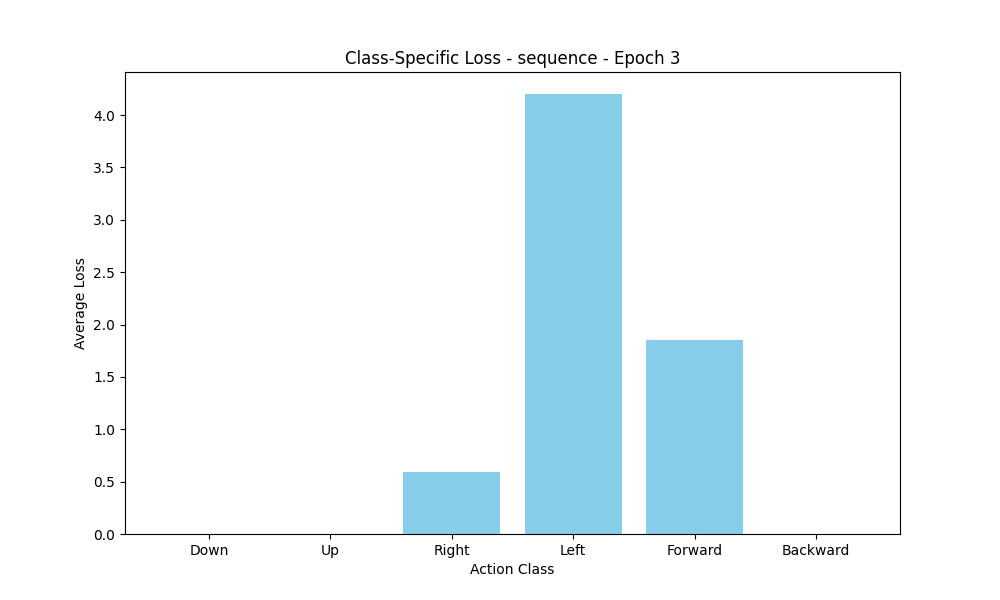 Class-Specific Loss - sequence - Epoch 3
Average Loss
4.0
3.5
3.0
2.5
2.0
1.5
1.0
0.5
0.0
Down Up Right Left Forward Backward
Action Class